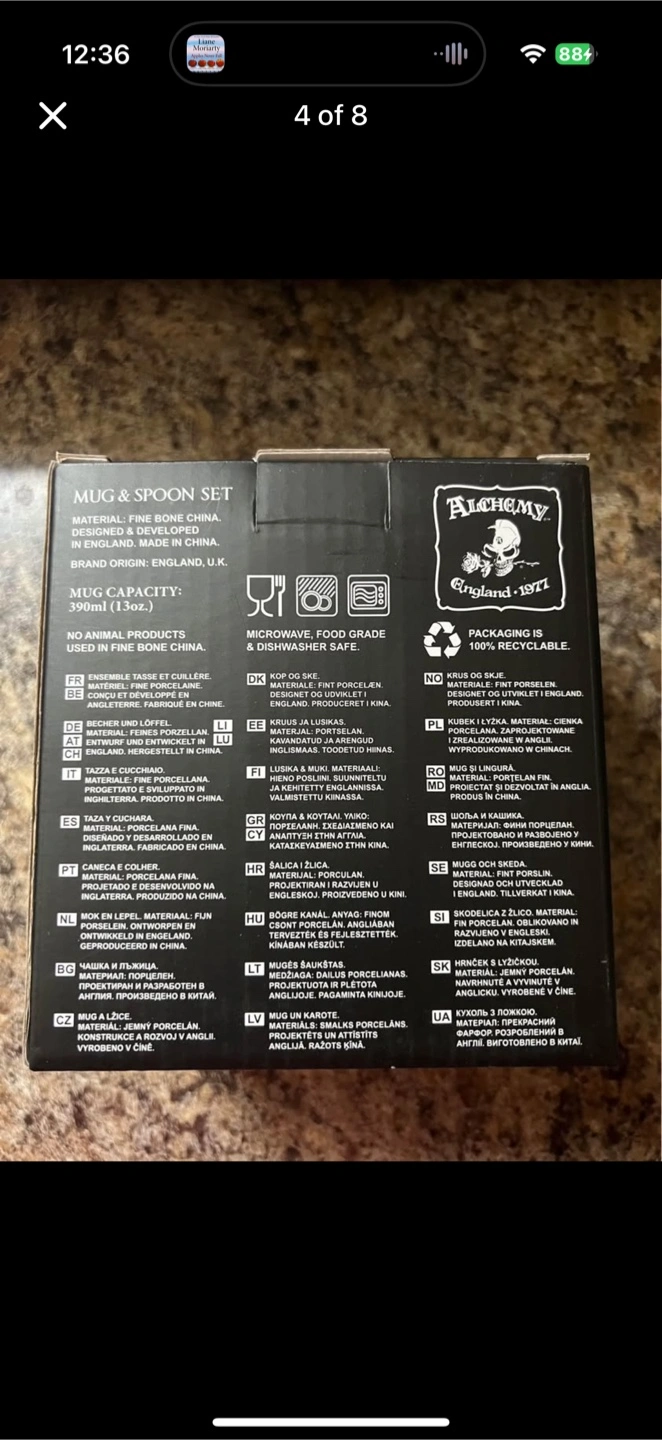 12:36
Liane
Moriarty
88
4 of 8
MUG & SPOON SET
MATERIAL: FINE BONE CHINA.
DESIGNED & DEVELOPED
IN ENGLAND. MADE IN CHINA.
BRAND ORIGIN: ENGLAND, U.K.
MUG CAPACITY:
390ml (13oz.)
NO ANIMAL PRODUCTS
USED IN FINE BONE CHINA.
MICROWAVE, FOOD GRADE
& DISHWASHER SAFE.
ALCHEMY
England · 1977
PACKAGING IS
100% RECYCLABLE.
FR BE
ENSEMBLE TASSE ET CUILLÈRE.
MATÉRIEL: FINE PORCELAINE.
CONÇU ET DÉVELOPPÉ EN
ANGLETERRE. FABRIQUÉ EN CHINE.
DE AT CH LI LU
BECHER UND LÖFFEL.
MATERIAL: FEINES PORZELLAN.
ENTWURF UND ENTWICKELT IN
ENGLAND. HERGESTELLT IN CHINA.
IT
TAZZA E CUCCHIAIO.
MATERIALE: FINE PORCELLANA.
PROGETTATO E SVILUPPATO IN
INGHILTERRA. PRODOTTO IN CHINA.
ES
TAZA Y CUCHARA.
MATERIAL: PORCELANA FINA.
DISEÑADO Y DESARROLLADO EN
INGLATERRA. FABRICADO EN CHINA.
PT
CANECA E COLHER.
MATERIAL: PORCELANA FINA.
PROJETADO E DESENVOLVIDO NA
INGLATERRA. PRODUZIDO NA CHINA.
NL
MOK EN LEPEL. MATERIAAL: FIJN
PORSELEIN. ONTWORPEN EN
ONTWIKKELD IN ENGELAND.
GEPRODUCEERD IN CHINA.
BG
ЧАШКА И ЛЪЖИЦА.
МАТЕРИАЛ: ПОРЦЕЛЕН.
ПРОЕКТИРАН И РАЗРАБОТЕН В
АНГЛИЯ. ПРОИЗВЕДЕНО В КИТАЙ.
CZ
MUG A LŽICE.
MATERIÁL: JEMNÝ PORCELÁN.
KONSTRUKCE A ROZVOJ V ANGLII.
VYROBENO V ČÍNĚ.
DK
KOP OG SKE.
MATERIALE: FINT PORCELÆN.
DESIGNET OG UDVIKLET I
ENGLAND. PRODUCERET I KINA.
EE
KRUUS JA LUSIKAS.
MATERJAL: PORTSELAN.
KAVANDATUD JA ARENGUD
INGLISMAAS. TOODETUD HIINAS.
FI
LUSIKA & MUKI. MATERIAALI:
HIENO POSLIINI. SUUNNITELTU
JA KEHITETTY ENGLANNISSA.
VALMISTETTU KIINASSA.
GR CY
ΚΟΥΠΑ & ΚΟΥΤΑΛΙ. ΥΛΙΚΟ:
ΠΟΡΣΕΛΑΝΗ. ΣΧΕΔΙΑΣΜΕΝΟ ΚΑΙ
ΑΝΑΠΤΥΞΗ ΣΤΗΝ ΑΓΓΛΙΑ.
ΚΑΤΑΣΚΕΥΑΣΜΕΝΟ ΣΤΗΝ ΚΙΝΑ.
HR
ŠALICA I ŽLICA.
MATERIJAL: PORCULAN.
PROJEKTIRAN I RAZVIJEN U
ENGLESKOJ. PROIZVEDENO U KINI.
HU
BÖGRE KANÁL. ANYAG: FINOM
CSONT PORCELÁN. ANGLIÁBAN
TERVEZTÉK ÉS FEJLESZTETTÉK.
KÍNÁBAN KÉSZÜLT.
LT
MUGĖS ŠAUKŠTAS.
MEDŽIAGA: DAILUS PORCELIANAS.
PROJEKTUOTA IR PLĖTOTA
ANGLIJOJE. PAGAMINTA KINIJOJE.
LV
MUG UN KAROTE.
MATERIĀLS: SMALKS PORCELĀNS.
PROJEKTĒTS UN ATTĪSTĪTS
ANGLIJĀ. RAŽOTS ĶĪNĀ.
NO
KRUS OG SKJE.
MATERIALE: FINT PORSELEN.
DESIGNET OG UTVIKLET I ENGLAND.
PRODUSERT I KINA.
PL
KUBEK I ŁYŻKA. MATERIAŁ: CIENKA
PORCELANA. ZAPROJEKTOWANE
I ZREALIZOWANE W ANGLII.
WYPRODUKOWANO W CHINACH.
RO MD
MUG ȘI LINGURĂ.
MATERIAL: PORȚELAN FIN.
PROIECTAT ȘI DEZVOLTAT ÎN ANGLIA.
PRODUS ÎN CHINA.
RS
ШОЉА И КАШИКА.
МАТЕРИЈАЛ: ФИНИ ПОРЦЕЛАН.
ПРОЈЕКТОВАНО И РАЗВОЈЕНО У
ЕНГЛЕСКОЈ. ПРОИЗВЕДЕНО У КИНИ.
SE
MUGG OCH SKEDA.
MATERIAL: FINT PORSLIN.
DESIGNAD OCH UTVECKLAD
I ENGLAND. TILLVERKAT I KINA.
SI
SKODELICA Z ŽLICO. MATERIAL:
FIN PORCELAN. OBLIKOVANO IN
RAZVIJENO V ENGLESKI.
IZDELANO NA KITAJSKEM.
SK
HRNČEK S LYŽIČKOU.
MATERIÁL: JEMNÝ PORCELÁN.
NAVRHNUTÉ A VYVINUTÉ V
ANGLICKU. VYROBENÉ V ČÍNE.
UA
КУХОЛЬ З ЛОЖКОЮ.
МАТЕРІАЛ: ПРЕКРАСНИЙ
ФАРФОР. РОЗРОБЛЕНИЙ В
АНГЛІЇ. ВИГОТОВЛЕНО В КИТАЇ.